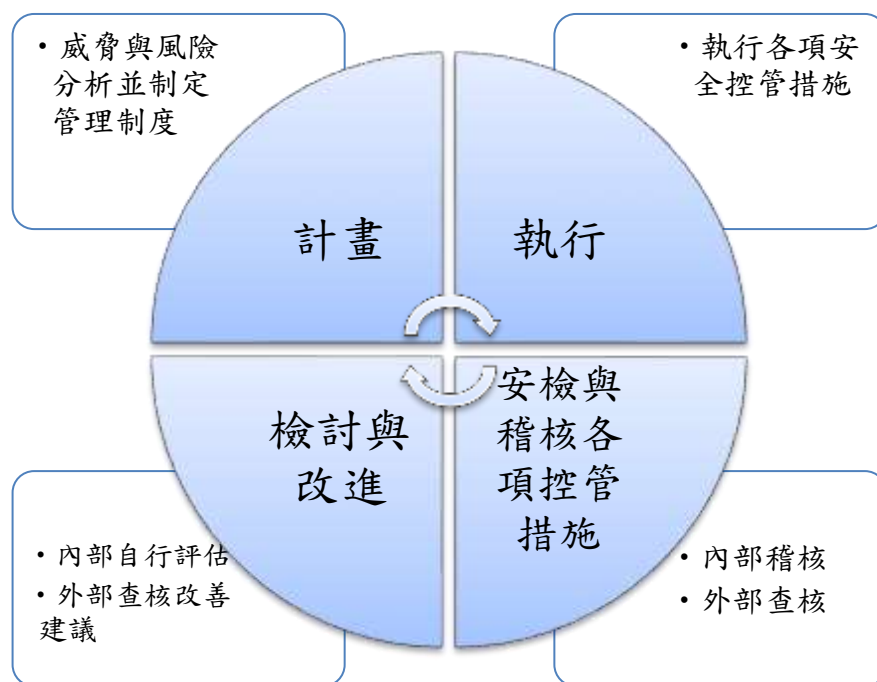 • 威脅與風險
分析並制定
管理制度
• 執行各項安
全控管措施
計畫
執行
檢討與
改進
安檢與
稽核各
項控管
措施
• 內部自行評估
• 外部查核改善
建議
• 內部稽核
• 外部查核